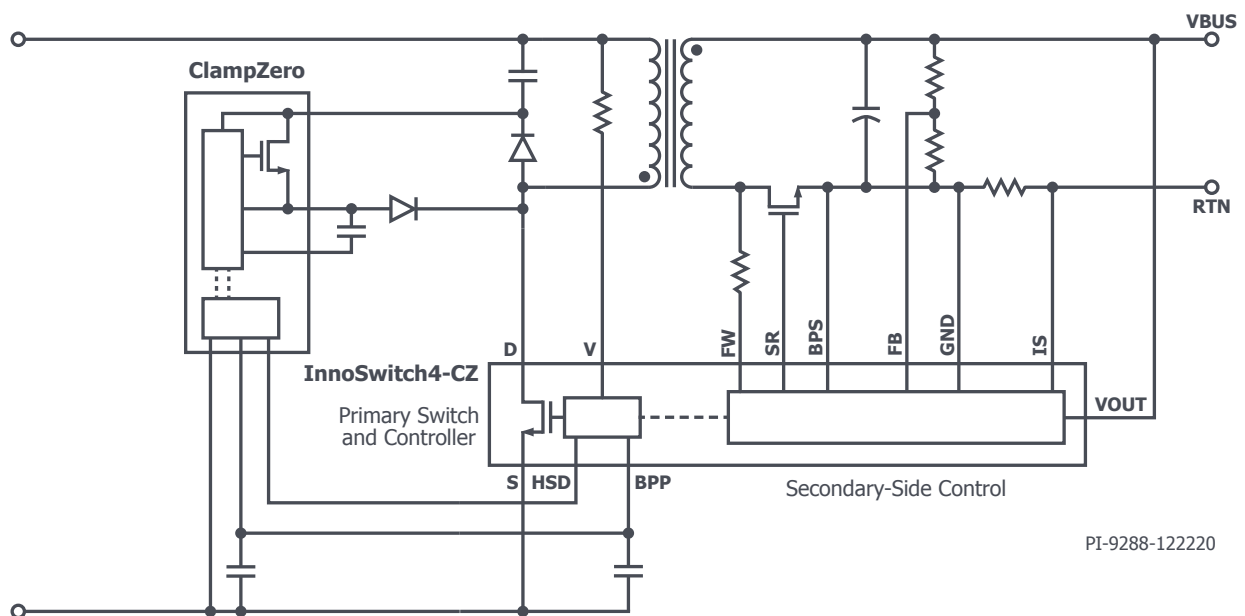 VBUS
ClampZero
RTN
FW
SR
BPS
FB
GND
IS
D
V
InnoSwitch4-CZ
VOUT
Primary Switch
and Controller
S
HSD
BPP
Secondary-Side Control
PI-9288-122220